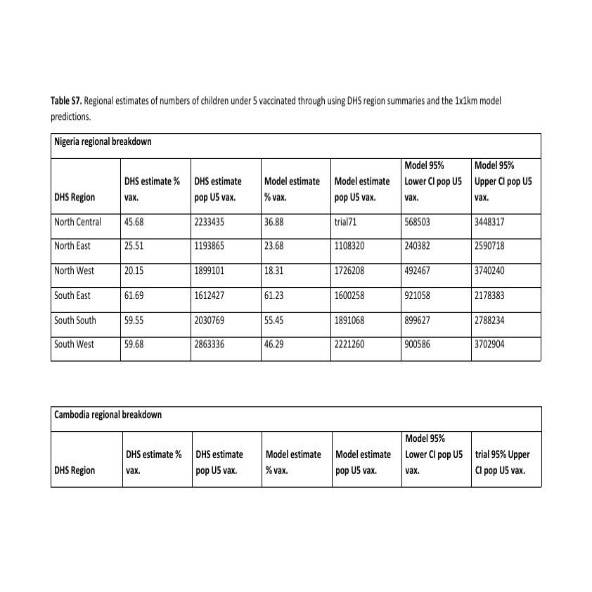 Table S7. Regional estimates of numbers of children under 5 vaccinated through using DHS region summaries and the 1x1km model
predictions.
Nigeria regional breakdown
DHS Region DHS estimate % vax. DHS estimate pop U5 vax. Model estimate % vax. Model estimate pop U5 vax. Model 95% Lower CI pop U5 vax. Model 95% Upper CI pop U5 vax.
North Central 45.68 2233435 36.88 trial71 568503 3448317
North East 25.51 1193865 23.68 1108320 240382 2590718
North West 20.15 1899101 18.31 1726208 492467 3740240
South East 61.69 1612427 61.23 1600258 921058 2178383
South South 59.55 2030769 55.45 1891068 899627 2788234
South West 59.68 2863336 46.29 2221260 900586 3702904
Cambodia regional breakdown
DHS Region DHS estimate % vax. DHS estimate pop U5 vax. Model estimate % vax. Model estimate pop U5 vax. Model 95% Lower CI pop U5 vax. trial 95% Upper CI pop U5 vax.